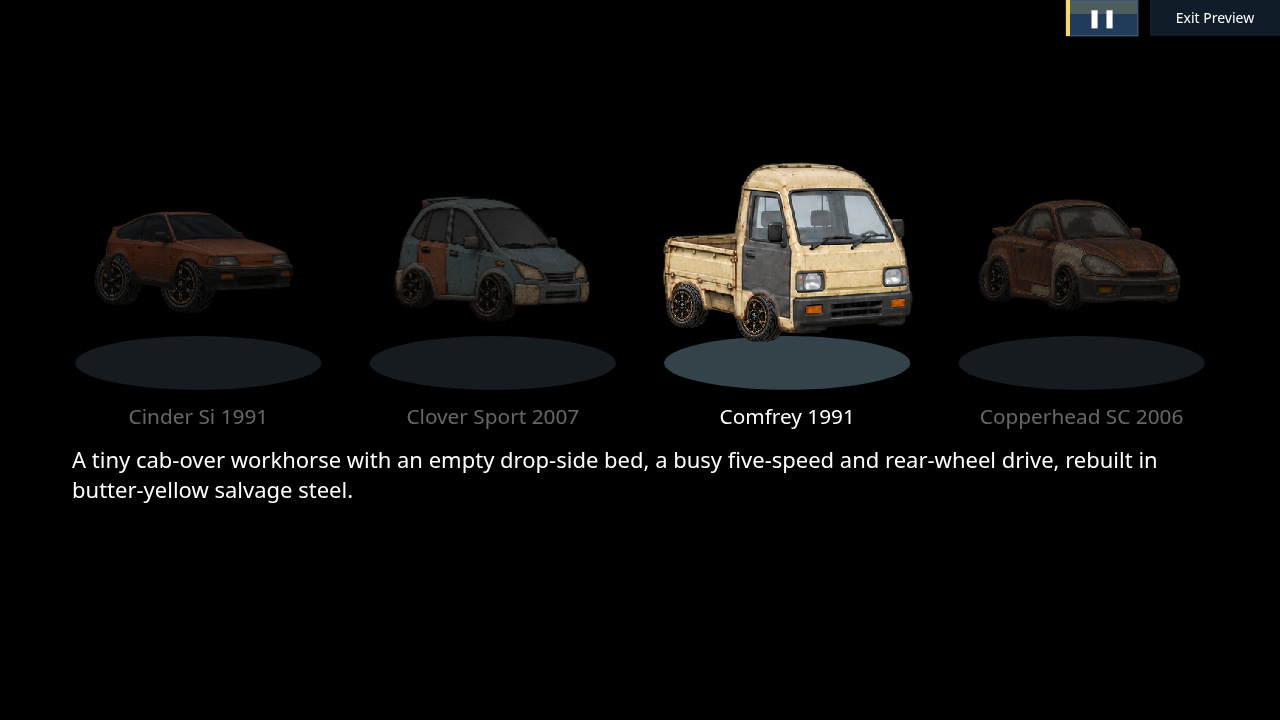 Exit Preview
Cinder Si 1991
Clover Sport 2007
Comfrey 1991
Copperhead SC 2006
A tiny cab-over workhorse with an empty drop-side bed, a busy five-speed and rear-wheel drive, rebuilt in
butter-yellow salvage steel.